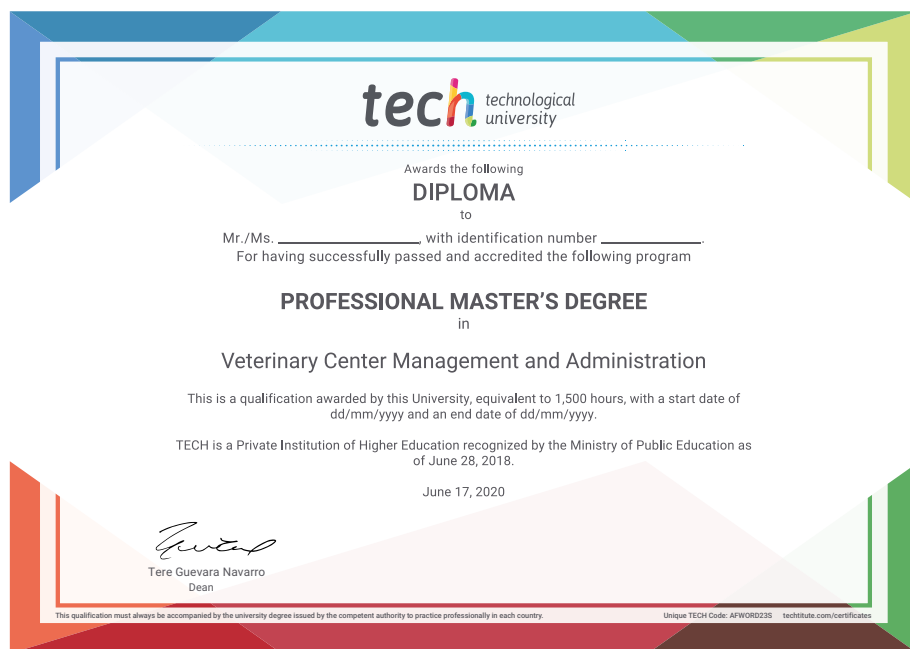 tech technological
university
Awards the following
DIPLOMA
to
Mr./Ms. ____________________, with identification number ______________.
For having successfully passed and accredited the following program
PROFESSIONAL MASTER'S DEGREE
in
Veterinary Center Management and Administration
This is a qualification awarded by this University, equivalent to 1,500 hours, with a start date of
dd/mm/yyyy and an end date of dd/mm/yyyy.
TECH is a Private Institution of Higher Education recognized by the Ministry of Public Education as
of June 28, 2018.
June 17, 2020
Tere Guevara Navarro
Dean
This qualification must always be accompanied by the university degree issued by the competent authority to practice professionally in each country.
Unique TECH Code: AFWORD23S techtitute.com/certificates